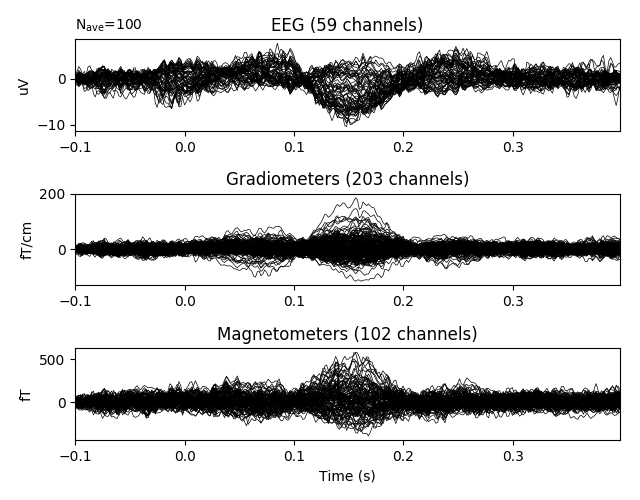 N_ave=100
EEG (59 channels)
uV
0
−10
−0.1 0.0 0.1 0.2 0.3
Gradiometers (203 channels)
fT/cm
200
0
−0.1 0.0 0.1 0.2 0.3
Magnetometers (102 channels)
fT
500
0
−0.1 0.0 0.1 0.2 0.3
Time (s)